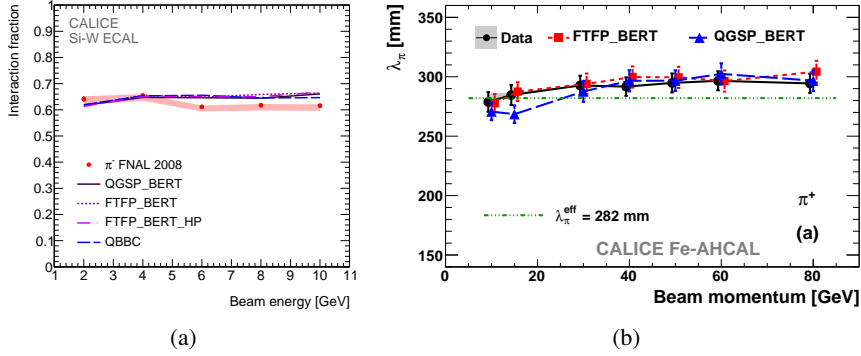 CALICE
Si-W ECAL
Interaction fraction
1
0.9
0.8
0.7
0.6
0.5
0.4
0.3
0.2
0.1
0
π⁻ FNAL 2008
QGSP_BERT
FTFP_BERT
FTFP_BERT_HP
QBBC
1 2 3 4 5 6 7 8 9 10 11
Beam energy [GeV]
(a)
λπ [mm]
350
300
250
200
150
Data FTFP_BERT QGSP_BERT
λπ^eff = 282 mm
π⁺
(a)
CALICE Fe-AHCAL
0 20 40 60 80
Beam momentum [GeV]
(b)